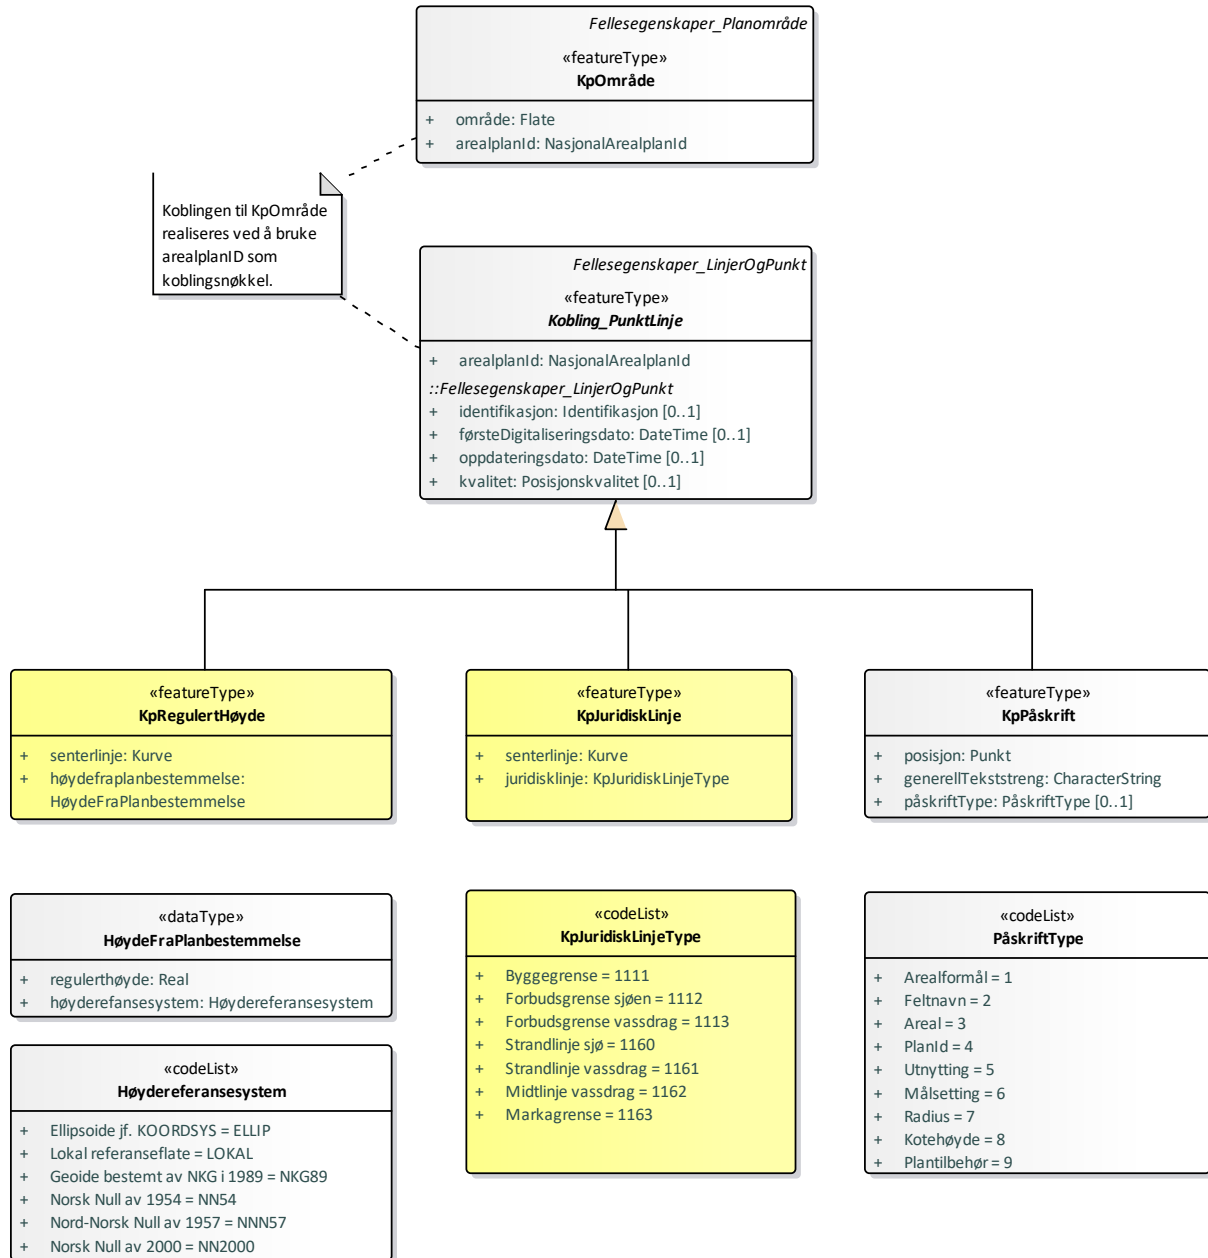 Fellesegenskaper_Planområde
«featureType»
KpOmråde
+ område: Flate
+ arealplanId: NasjonalArealplanId
Koblingen til KpOmråde
realiseres ved å bruke
arealplanID som
koblingsnøkkel.
Fellesegenskaper_LinjerOgPunkt
«featureType»
Kobling_PunktLinje
+ arealplanId: NasjonalArealplanId
::Fellesegenskaper_LinjerOgPunkt
+ identifikasjon: Identifikasjon [0..1]
+ førsteDigitaliseringsdato: DateTime [0..1]
+ oppdateringsdato: DateTime [0..1]
+ kvalitet: Posisjonskvalitet [0..1]
«featureType»
KpRegulertHøyde
+ senterlinje: Kurve
+ høydefraplanbestemmelse:
HøydeFraPlanbestemmelse
«featureType»
KpJuridiskLinje
+ senterlinje: Kurve
+ juridisklinje: KpJuridiskLinjeType
«featureType»
KpPåskrift
+ posisjon: Punkt
+ generellTekststreng: CharacterString
+ påskriftType: PåskriftType [0..1]
«dataType»
HøydeFraPlanbestemmelse
+ regulerthøyde: Real
+ høyderefansesystem: Høydereferansesystem
«codeList»
Høydereferansesystem
+ Ellipsoide jf. KOORDSYS = ELLIP
+ Lokal referanseflate = LOKAL
+ Geoide bestemt av NKG i 1989 = NKG89
+ Norsk Null av 1954 = NN54
+ Nord-Norsk Null av 1957 = NNN57
+ Norsk Null av 2000 = NN2000
«codeList»
KpJuridiskLinjeType
+ Byggegrense = 1111
+ Forbudsgrense sjøen = 1112
+ Forbudsgrense vassdrag = 1113
+ Strandlinje sjø = 1160
+ Strandlinje vassdrag = 1161
+ Midtlinje vassdrag = 1162
+ Markagrense = 1163
«codeList»
PåskriftType
+ Arealformål = 1
+ Feltnavn = 2
+ Areal = 3
+ PlanId = 4
+ Utnytting = 5
+ Målsetting = 6
+ Radius = 7
+ Kotehøyde = 8
+ Plantilbehør = 9